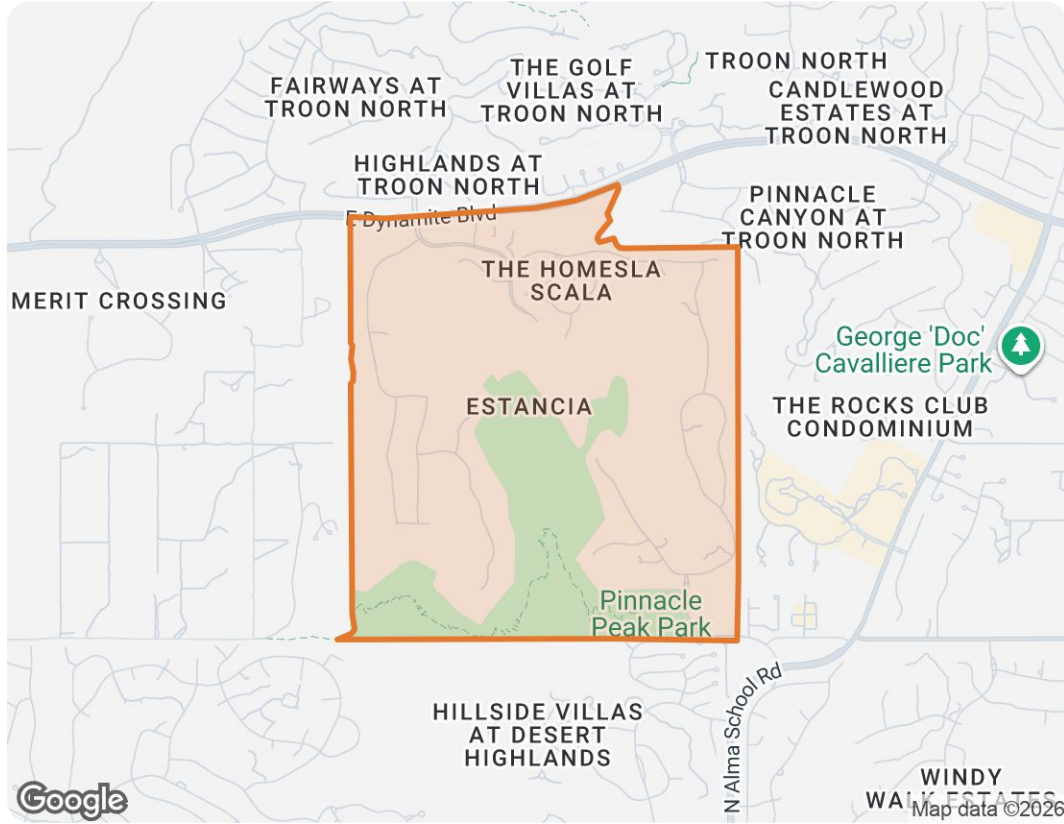 TROON NORTH
THE GOLF
VILLAS AT
TROON NORTH
FAIRWAYS AT
TROON NORTH
CANDLEWOOD
ESTATES AT
TROON NORTH
HIGHLANDS AT
TROON NORTH
E Dynamite Blvd
PINNACLE
CANYON AT
TROON NORTH
THE HOMESLA
SCALA
MERIT CROSSING
George 'Doc'
Cavalliere Park
ESTANCIA
THE ROCKS CLUB
CONDOMINIUM
Pinnacle
Peak Park
N Alma School Rd
HILLSIDE VILLAS
AT DESERT
HIGHLANDS
WINDY
WALK ESTATES
Google
Map data ©2026